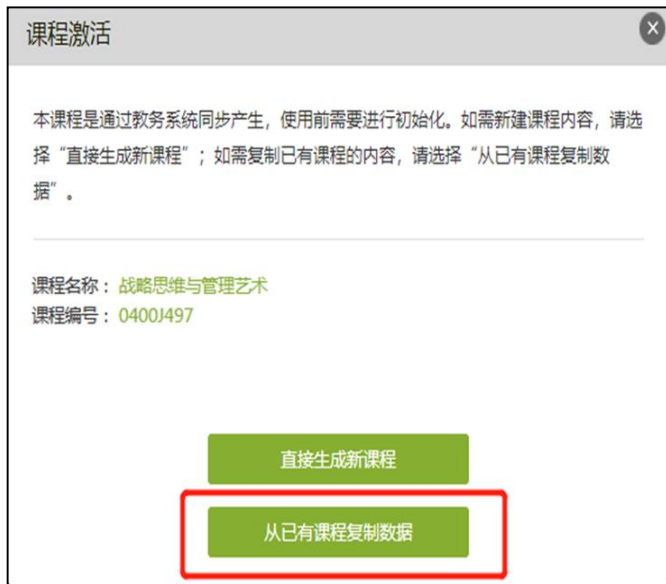 课程激活
本课程是通过教务系统同步产生，使用前需要进行初始化。如需新建课程内容，请选
择“直接生成新课程”；如需复制已有课程的内容，请选择“从已有课程复制数
据”。
课程名称：战略思维与管理艺术
课程编号：0400J497
直接生成新课程
从已有课程复制数据